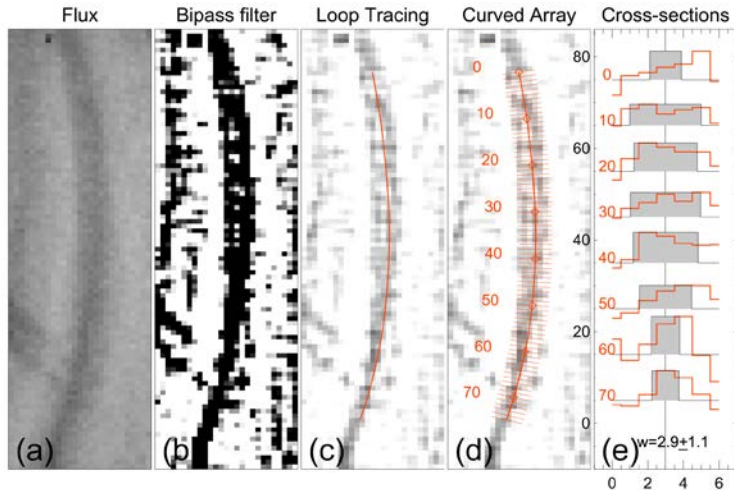 Flux
Bipass filter
Loop Tracing
Curved Array
Cross-sections
0
10
20
30
40
50
60
70
80
60
40
20
0
0
10
20
30
40
50
60
70
w=2.9±1.1
(a)
(b)
(c)
(d)
(e)
0 2 4 6